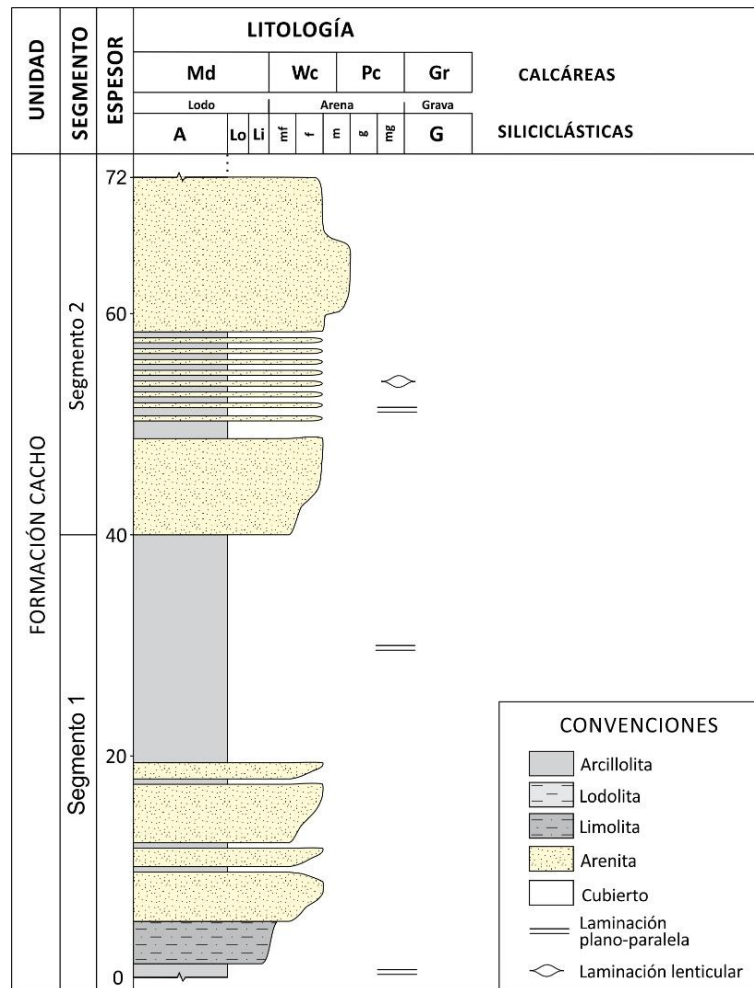 LITOLOGÍA
UNIDAD
SEGMENTO
ESPESOR
Md Wc Pc Gr CALCÁREAS
Lodo Arena Grava
A Lo Li mf f m g mg G SILICICLÁSTICAS
72
60
Segmento 2
FORMACIÓN CACHO
40
Segmento 1
20
0
CONVENCIONES
Arcillolita
Lodolita
Limolita
Arenita
Cubierto
Laminación
plano-paralela
Laminación lenticular